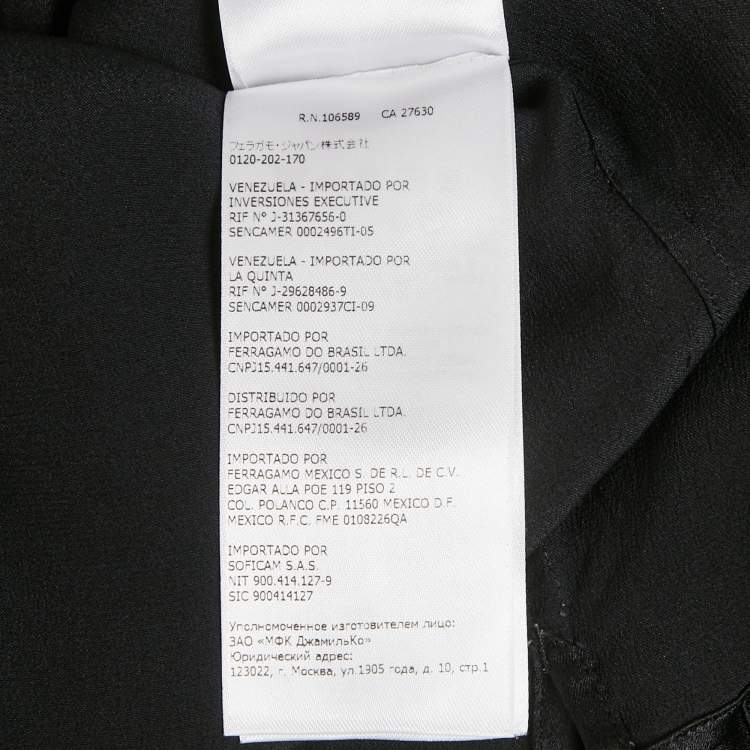 R.N.106589 CA 27630
フェラガモ・ジャパン株式会社
0120-202-170
VENEZUELA - IMPORTADO POR
INVERSIONES EXECUTIVE
RIF Nº J-31367656-0
SENCAMER 0002496TI-05
VENEZUELA - IMPORTADO POR
LA QUINTA
RIF Nº J-29628486-9
SENCAMER 0002937CI-09
IMPORTADO POR
FERRAGAMO DO BRASIL LTDA.
CNPJ15.441.647/0001-26
DISTRIBUIDO POR
FERRAGAMO DO BRASIL LTDA.
CNPJ15.441.647/0001-26
IMPORTADO POR
FERRAGAMO MEXICO S. DE R.L. DE C.V.
EDGAR ALLA POE 119 PISO 2
COL. POLANCO C.P. 11560 MEXICO D.F.
MEXICO R.F.C. FME 0108226QA
IMPORTADO POR
SOFICAM S.A.S.
NIT 900.414.127-9
SIC 900414127
Уполномоченное изготовителем лицо:
ЗАО «МФК ДжамильКо»
Юридический адрес:
123022, г. Москва, ул.1905 года, д. 10, стр.1